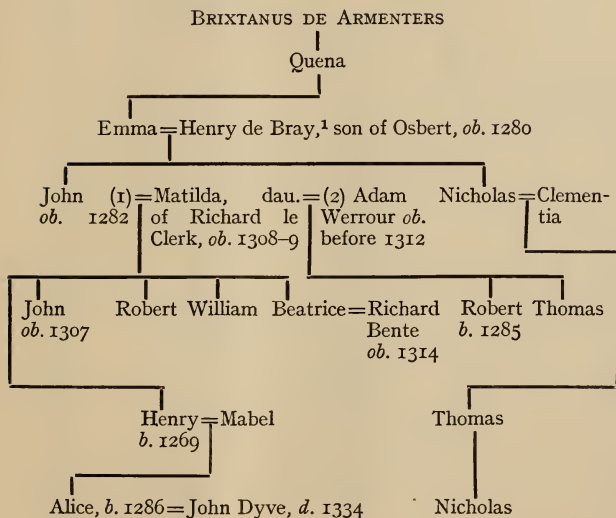 BRIXTANUS DE ARMENTERS
Quena
Emma=Henry de Bray,¹ son of Osbert, ob. 1280
John (1)=Matilda, dau.=(2) Adam Nicholas=Clemen-
ob. 1282 of Richard le Werrour ob. tia
Clerk, ob. 1308-9 before 1312
John Robert William Beatrice=Richard Robert Thomas
ob. 1307 Bente b. 1285
ob. 1314
Henry=Mabel Thomas
b. 1269
Alice, b. 1286=John Dyve, d. 1334 Nicholas